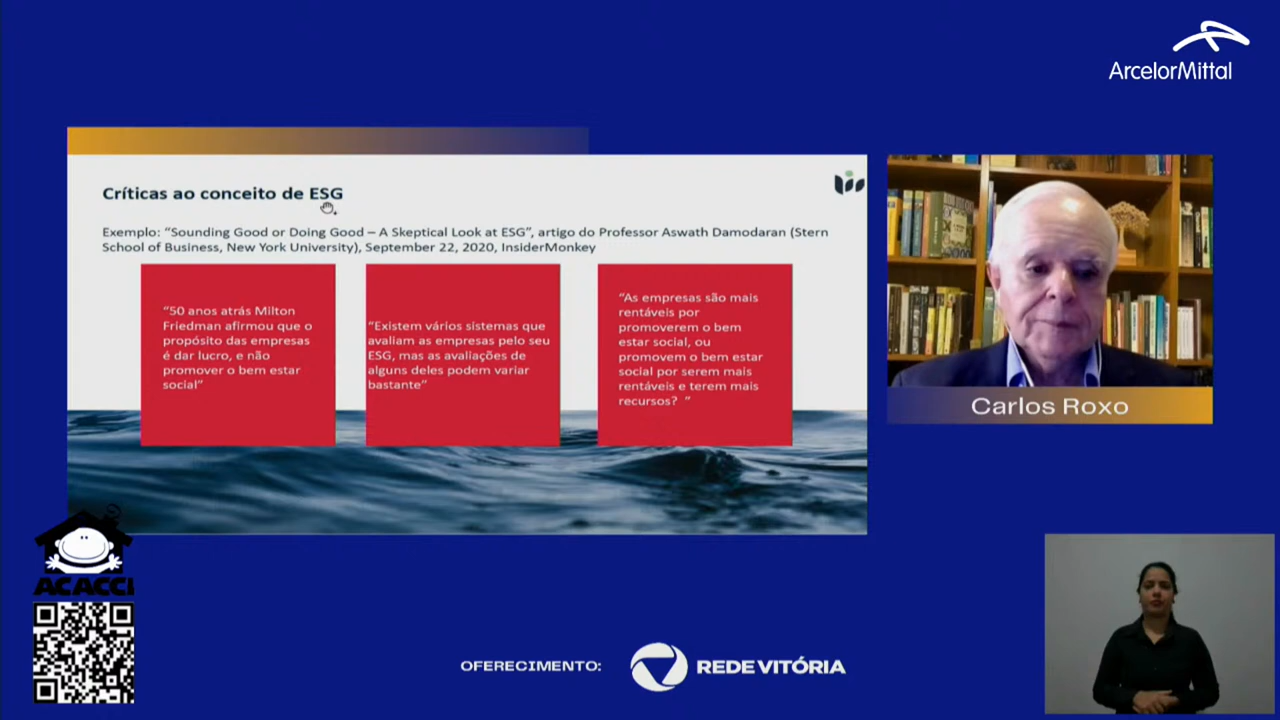 ArcelorMittal
Críticas ao conceito de ESG
Exemplo: “Sounding Good or Doing Good – A Skeptical Look at ESG”, artigo do Professor Aswath Damodaran (Stern
School of Business, New York University), September 22, 2020, InsiderMonkey
“50 anos atrás Milton
Friedman afirmou que o
propósito das empresas
é dar lucro, e não
promover o bem estar
social”
“Existem vários sistemas que
avaliam as empresas pelo seu
ESG, mas as avaliações de
alguns deles podem variar
bastante”
“As empresas são mais
rentáveis por
promoverem o bem
estar social, ou
promovem o bem estar
social por serem mais
rentáveis e terem mais
recursos? ”
Carlos Roxo
ACACCI
OFERECIMENTO:
REDE VITÓRIA